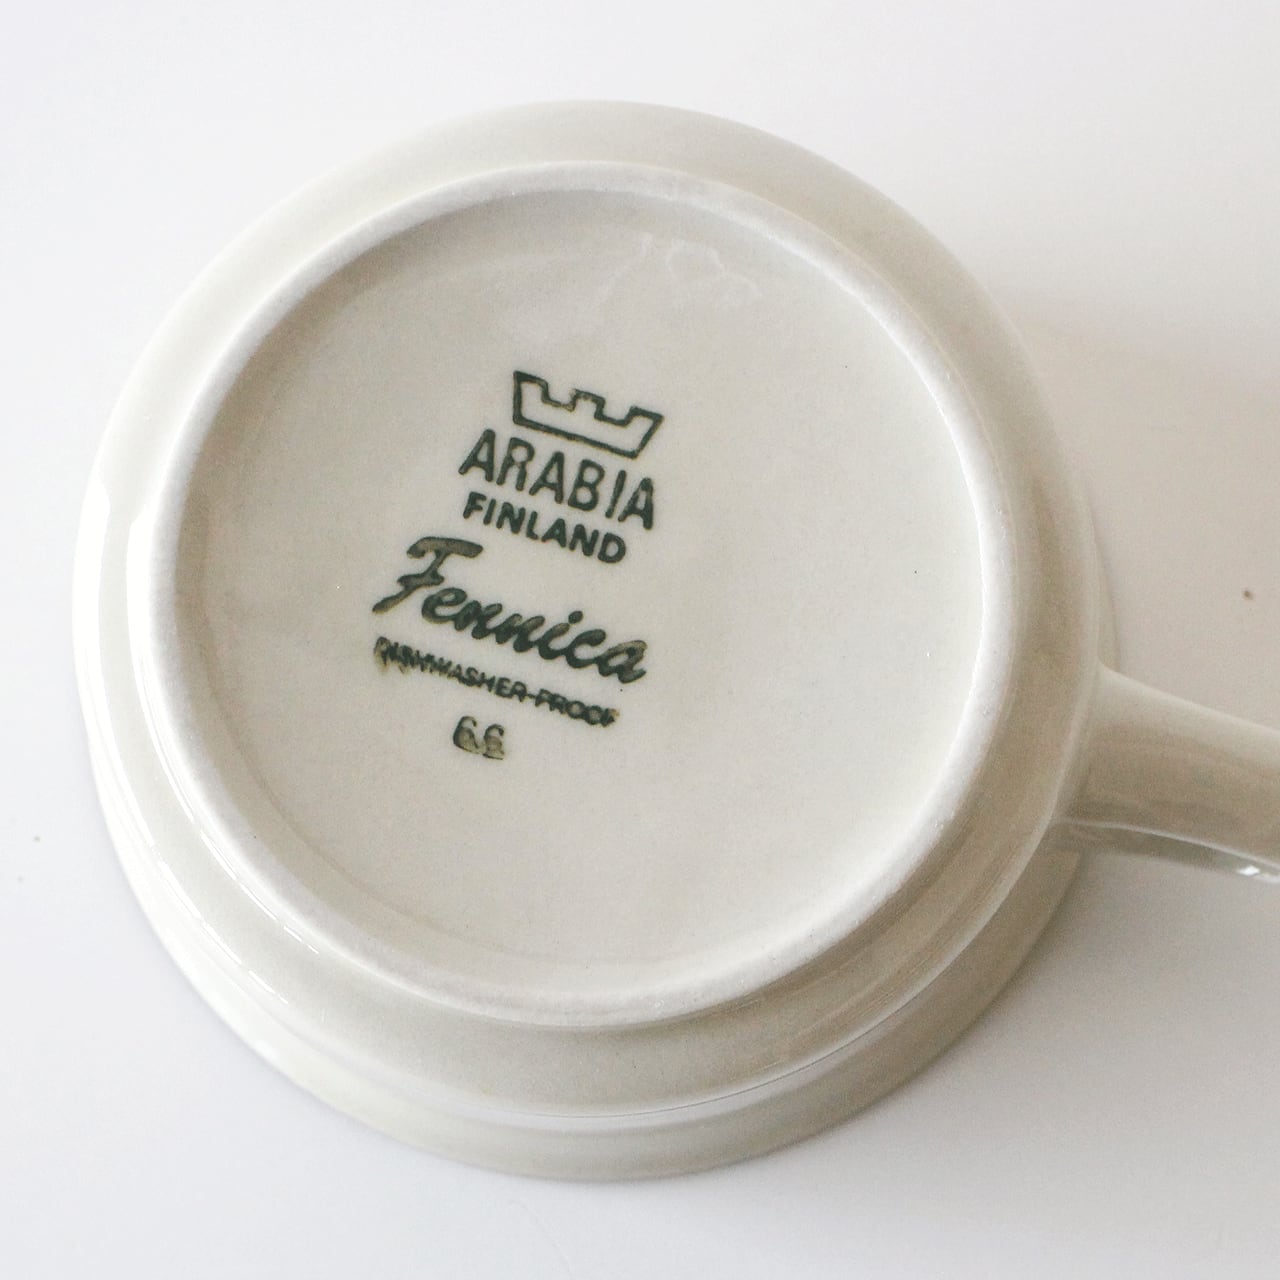 ARABIA
FINLAND
Fennica
DISHWASHER-PROOF
66